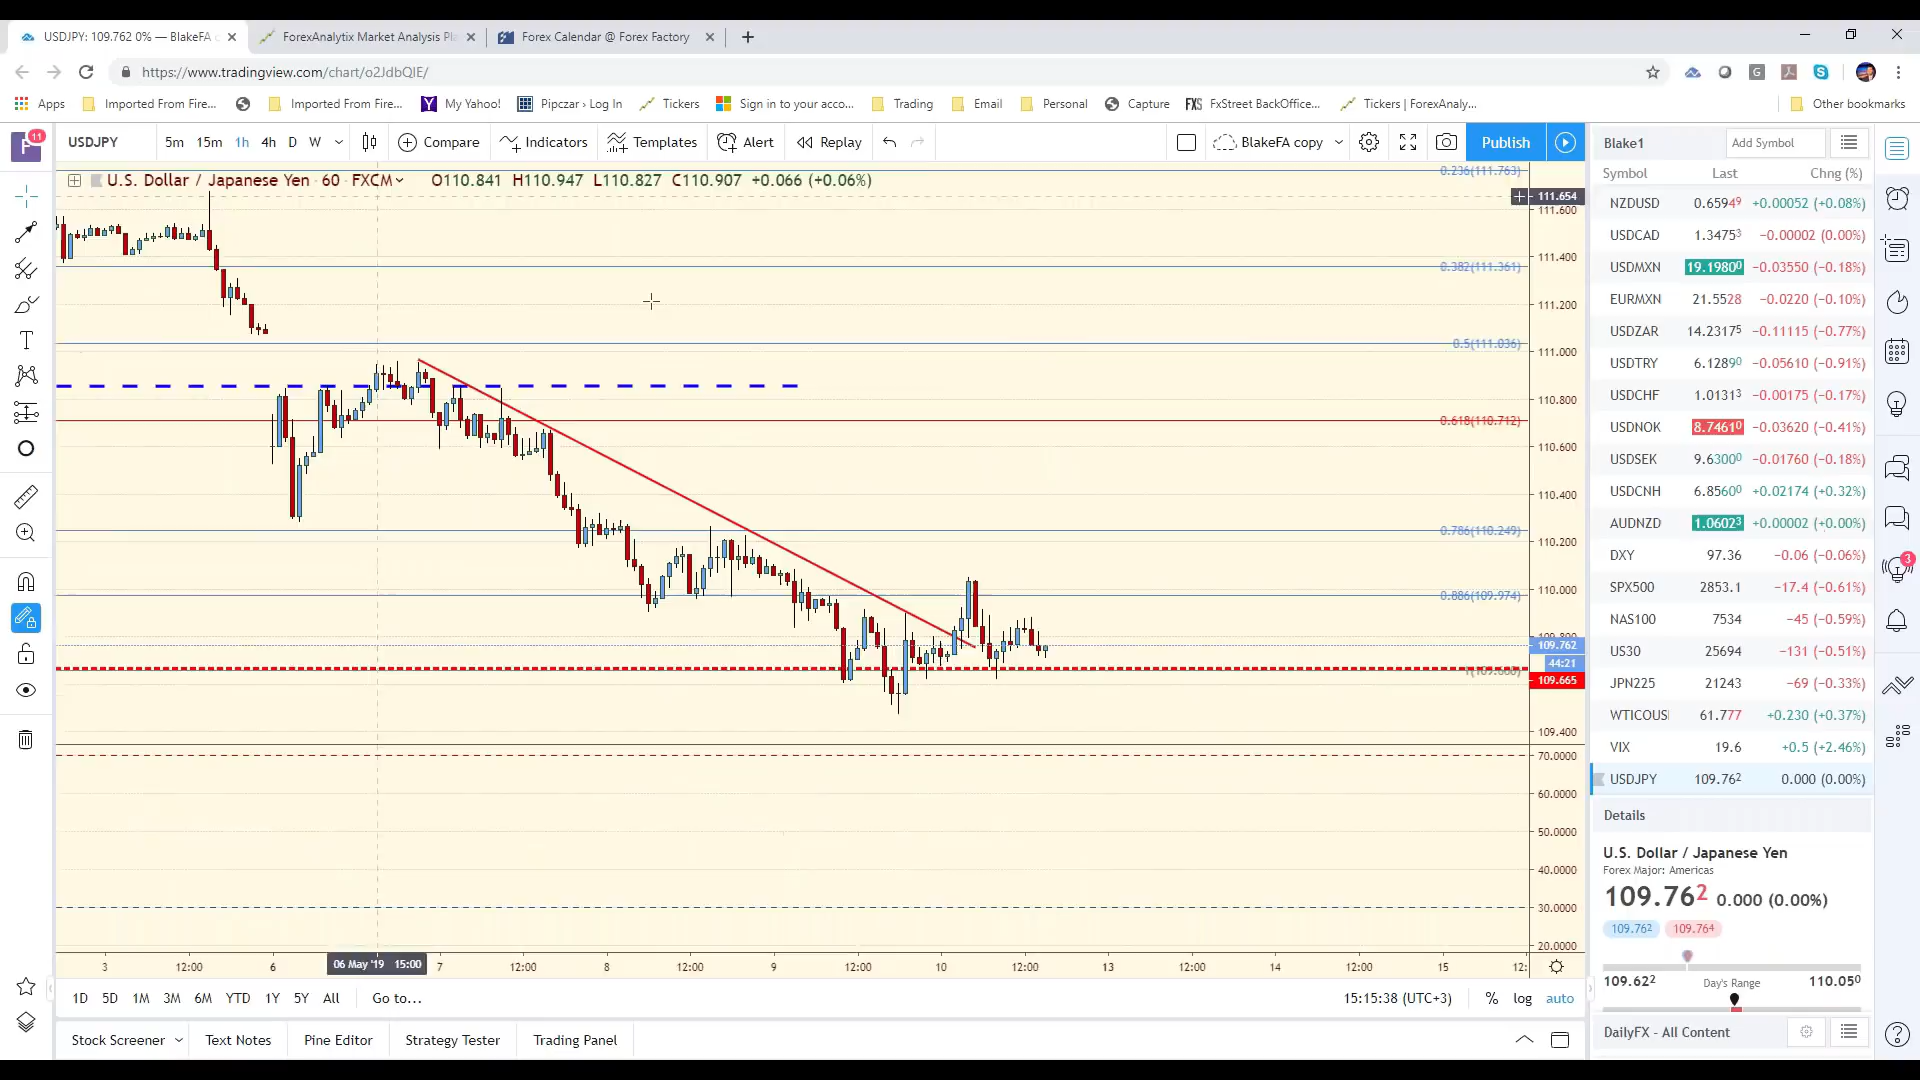 USDJPY: 109.762 0% — BlakeFA c
ForexAnalytix Market Analysis Pla
Forex Calendar @ Forex Factory
https://www.tradingview.com/chart/o2JdbQIE/
Apps
Imported From Fire...
Imported From Fire...
My Yahoo!
Pipczar › Log In
Tickers
Sign in to your acco...
Trading
Email
Personal
Capture
FXS FxStreet BackOffice...
Tickers | ForexAnaly...
Other bookmarks
11
USDJPY
5m 15m 1h 4h D W
Compare
Indicators
Templates
Alert
Replay
BlakeFA copy
Publish
U.S. Dollar / Japanese Yen · 60 · FXCM
O110.841 H110.947 L110.827 C110.907 +0.066 (+0.06%)
0.236(111.763)
0.382(111.361)
0.5(111.036)
0.618(110.712)
0.786(110.249)
0.886(109.974)
1(109.660)
111.654
111.600
111.400
111.200
111.000
110.800
110.600
110.400
110.200
110.000
109.800
109.762
44:21
109.665
109.400
70.0000
60.0000
50.0000
40.0000
30.0000
20.0000
3 12:00 6 06 May '19 15:00 7 12:00 8 12:00 9 12:00 10 12:00 13 12:00 14 12:00 15 12:
1D 5D 1M 3M 6M YTD 1Y 5Y All Go to...
15:15:38 (UTC+3) % log auto
Stock Screener Text Notes Pine Editor Strategy Tester Trading Panel
Blake1
Add Symbol
Symbol Last Chng (%)
NZDUSD 0.65949 +0.00052 (+0.08%)
USDCAD 1.34753 −0.00002 (0.00%)
USDMXN 19.19800 −0.03550 (−0.18%)
EURMXN 21.5528 −0.0220 (−0.10%)
USDZAR 14.23175 −0.11115 (−0.77%)
USDTRY 6.12890 −0.05610 (−0.91%)
USDCHF 1.01313 −0.00175 (−0.17%)
USDNOK 8.74610 −0.03620 (−0.41%)
USDSEK 9.63000 −0.01760 (−0.18%)
USDCNH 6.85600 +0.02174 (+0.32%)
AUDNZD 1.06023 +0.00002 (+0.00%)
DXY 97.36 −0.06 (−0.06%)
SPX500 2853.1 −17.4 (−0.61%)
NAS100 7534 −45 (−0.59%)
US30 25694 −131 (−0.51%)
JPN225 21243 −69 (−0.33%)
WTICOUSD 61.777 +0.230 (+0.37%)
VIX 19.6 +0.5 (+2.46%)
USDJPY 109.762 0.000 (0.00%)
Details
U.S. Dollar / Japanese Yen
Forex Major: Americas
109.762 0.000 (0.00%)
109.762 109.764
109.622 Day's Range 110.050
DailyFX - All Content
3